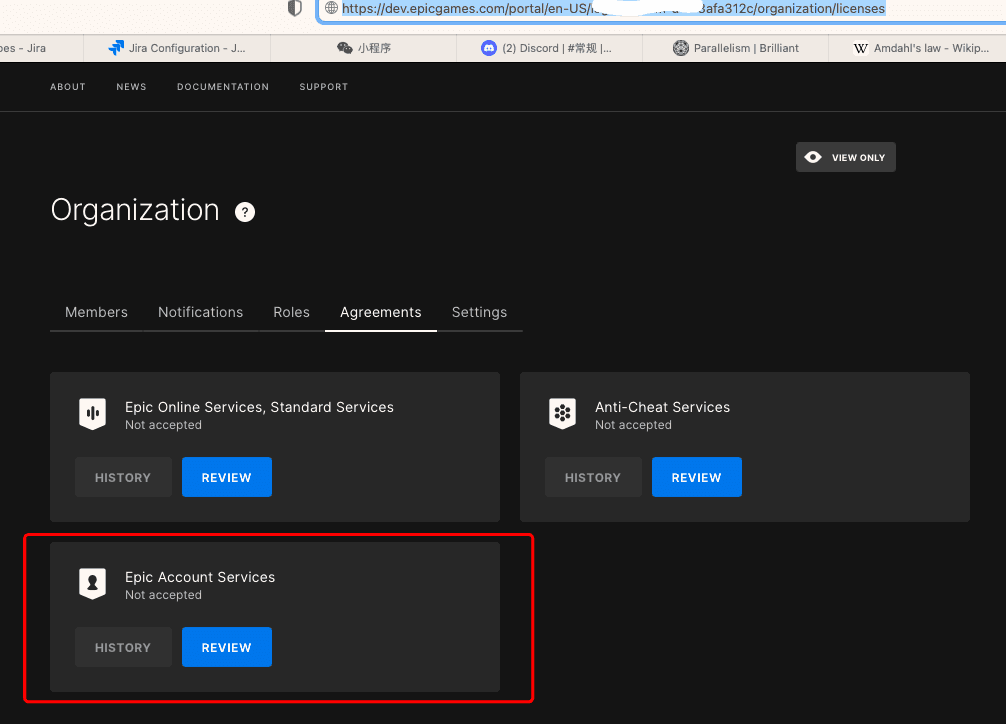 https://dev.epicgames.com/portal/en-US/ 8afa312c/organization/licenses
oes - Jira
Jira Configuration - J...
小程序
(2) Discord | #常规 |...
Parallelism | Brilliant
W Amdahl's law - Wikip...
ABOUT NEWS DOCUMENTATION SUPPORT
VIEW ONLY
Organization ?
Members Notifications Roles Agreements Settings
Epic Online Services, Standard Services
Not accepted
HISTORY REVIEW
Anti-Cheat Services
Not accepted
HISTORY REVIEW
Epic Account Services
Not accepted
HISTORY REVIEW